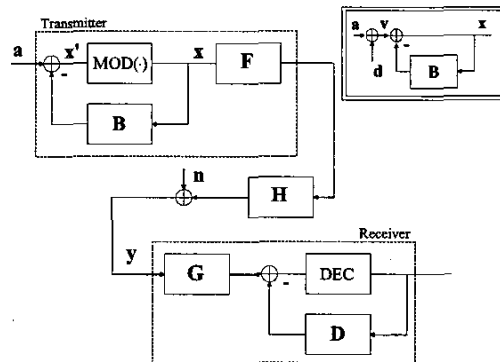 Transmitter
a
x'
MOD(·)
x
F
-
B
a
v
x
-
d
B
n
H
Receiver
y
G
-
DEC
D